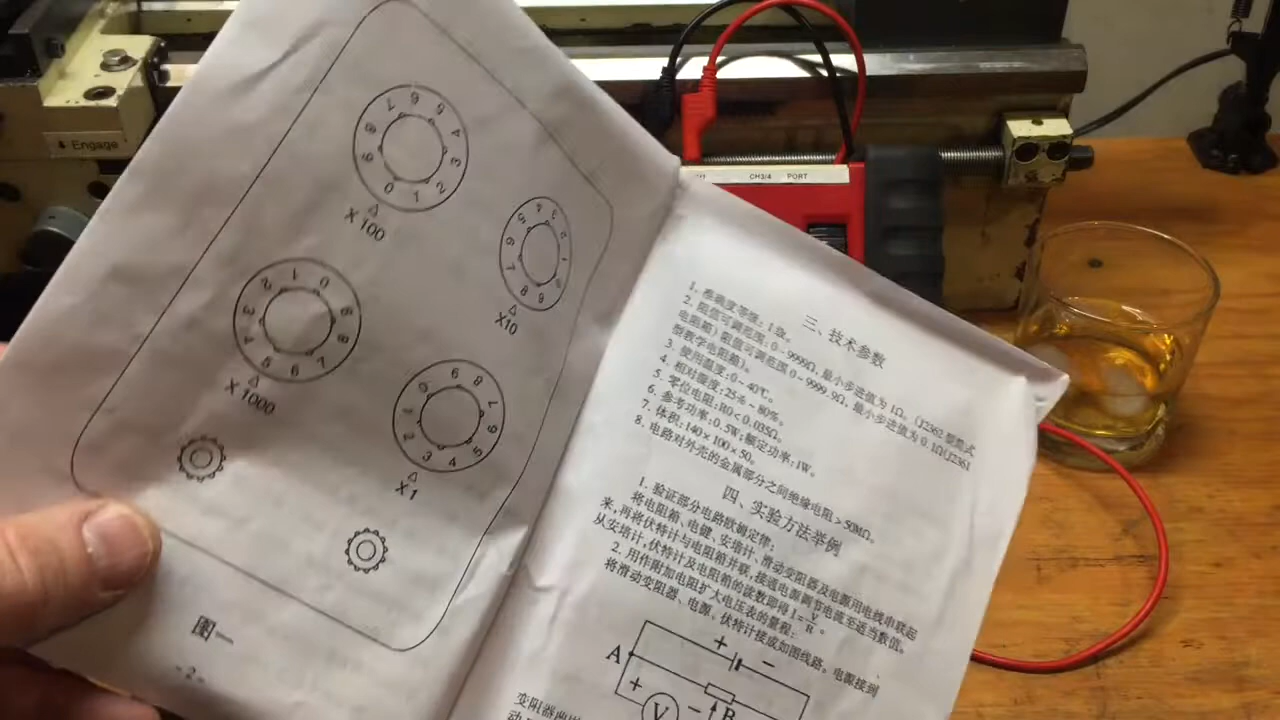 Engage
CH3/4 PORT
X 100
X10
X 1000
X1
图一
-2-
三、技术参数
1. 准确度等级：1级。
2. 阻值可调范围：0~9999Ω，最小步进值为1Ω。(J2362型简式
电阻箱) 阻值可调范围0~9999.9Ω，最小步进值为0.1Ω(J2361
型教学电阻箱)。
3. 使用温度：0~40℃。
4. 相对湿度：25%~80%。
5. 零位电阻：R0＜0.035Ω。
6. 参考功率：0.5W；额定功率：1W。
7. 体积：140×100×50。
8. 电路对外壳的金属部分之间绝缘电阻＞50MΩ。
四、实验方法举例
1. 验证部分电路欧姆定律：
将电阻箱、电键、安培计、滑动变阻器及电源用电线串联起
来，再将伏特计与电阻箱并联，接通电源调节电流至适当数值。
从安培计，伏特计及电阻箱的读数即得 I=V/R。
2. 用作附加电阻扩大电压表的量程：
将滑动变阻器、电源、伏特计接成如图线路。电源接到
A
+ −
+ V − R
变阻器